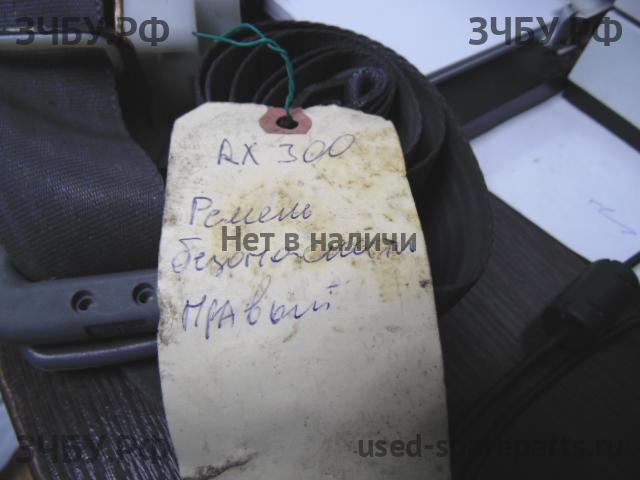 ЗЧБУ.РФ ЗЧБУ.РФ
RX 300
Ремень
безопасности
Нет в наличи
правый
ЗЧБУ.РФ used-spareparts.ru